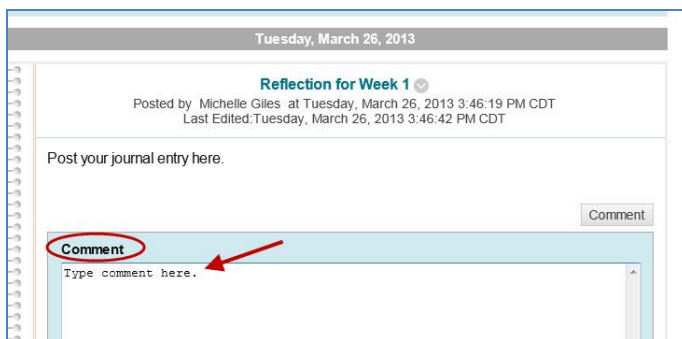 Tuesday, March 26, 2013
Reflection for Week 1
Posted by Michelle Giles at Tuesday, March 26, 2013 3:46:19 PM CDT
Last Edited:Tuesday, March 26, 2013 3:46:42 PM CDT
Post your journal entry here.
Comment
Comment
Type comment here.